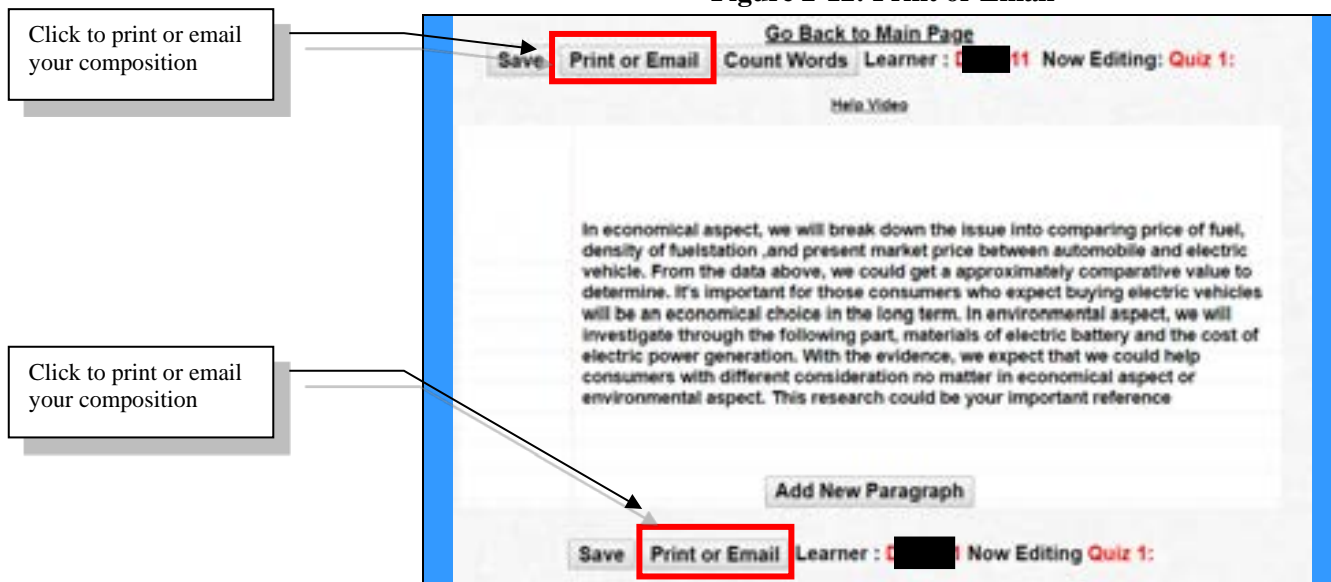 Click to print or email
your composition
Go Back to Main Page
Save Print or Email Count Words Learner : 11 Now Editing: Quiz 1:
Help Video
In economical aspect, we will break down the issue into comparing price of fuel,
density of fuelstation ,and present market price between automobile and electric
vehicle. From the data above, we could get a approximately comparative value to
determine. It's important for those consumers who expect buying electric vehicles
will be an economical choice in the long term. In environmental aspect, we will
investigate through the following part, materials of electric battery and the cost of
electric power generation. With the evidence, we expect that we could help
consumers with different consideration no matter in economical aspect or
environmental aspect. This research could be your important reference
Click to print or email
your composition
Add New Paragraph
Save Print or Email Learner : Now Editing Quiz 1: